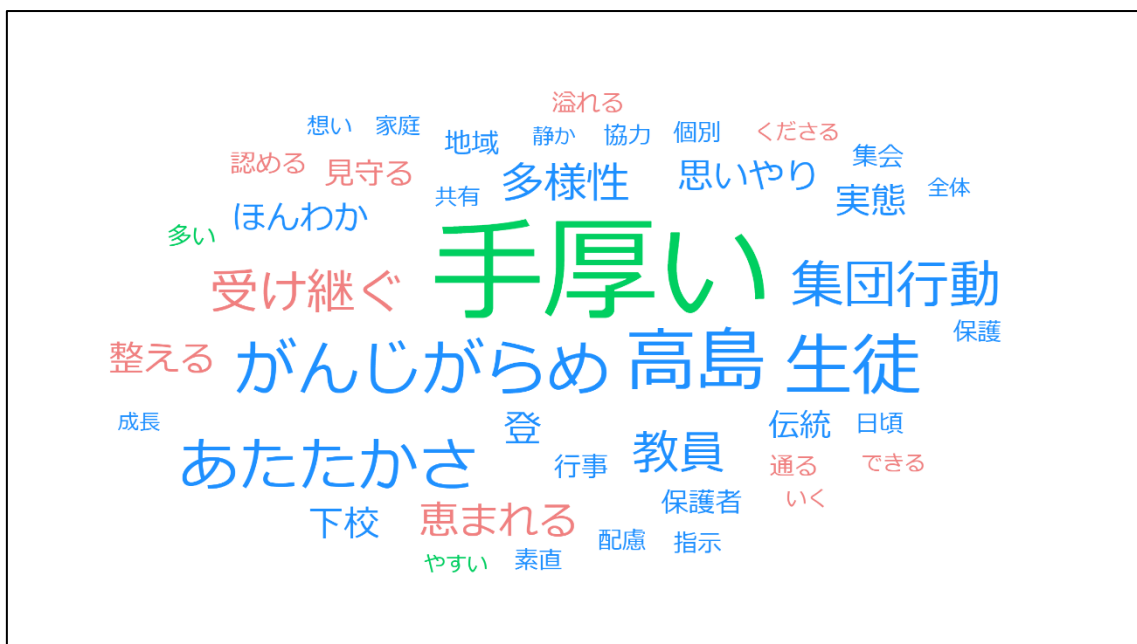 溢れる
想い 家庭 地域 静か 協力 個別 くださる
認める 見守る 共有 多様性 思いやり 集会
実態 全体
多い ほんわか
受け継ぐ 手厚い 集団行動
保護
整える がんじがらめ 高島 生徒
成長 登 伝統 日頃
あたたかさ 行事 教員 通る できる
下校 恵まれる 保護者 いく
やすい 素直 配慮 指示